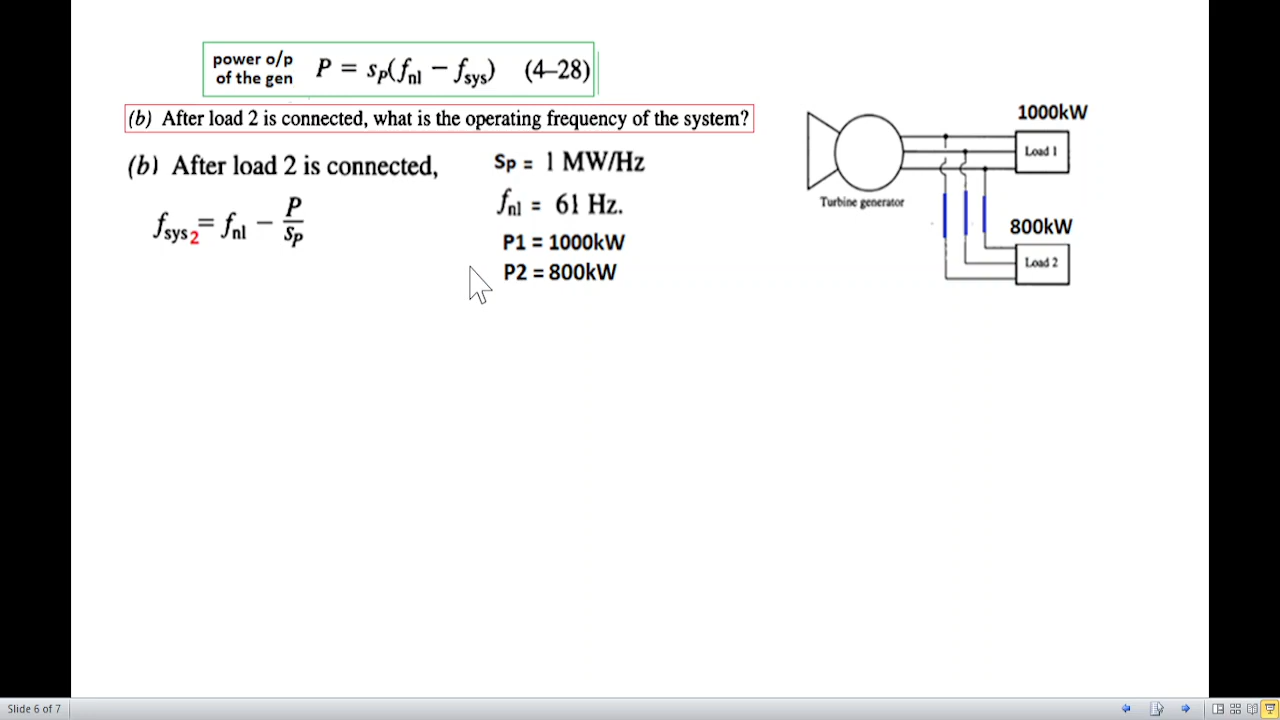 power o/p
of the gen
P = sP(fnl − fsys) (4–28)
(b) After load 2 is connected, what is the operating frequency of the system?
(b) After load 2 is connected,
fsys2 = fnl − P/sP
Sp = 1 MW/Hz
fnl = 61 Hz.
P1 = 1000kW
P2 = 800kW
1000kW
Load 1
Turbine generator
800kW
Load 2
Slide 6 of 7